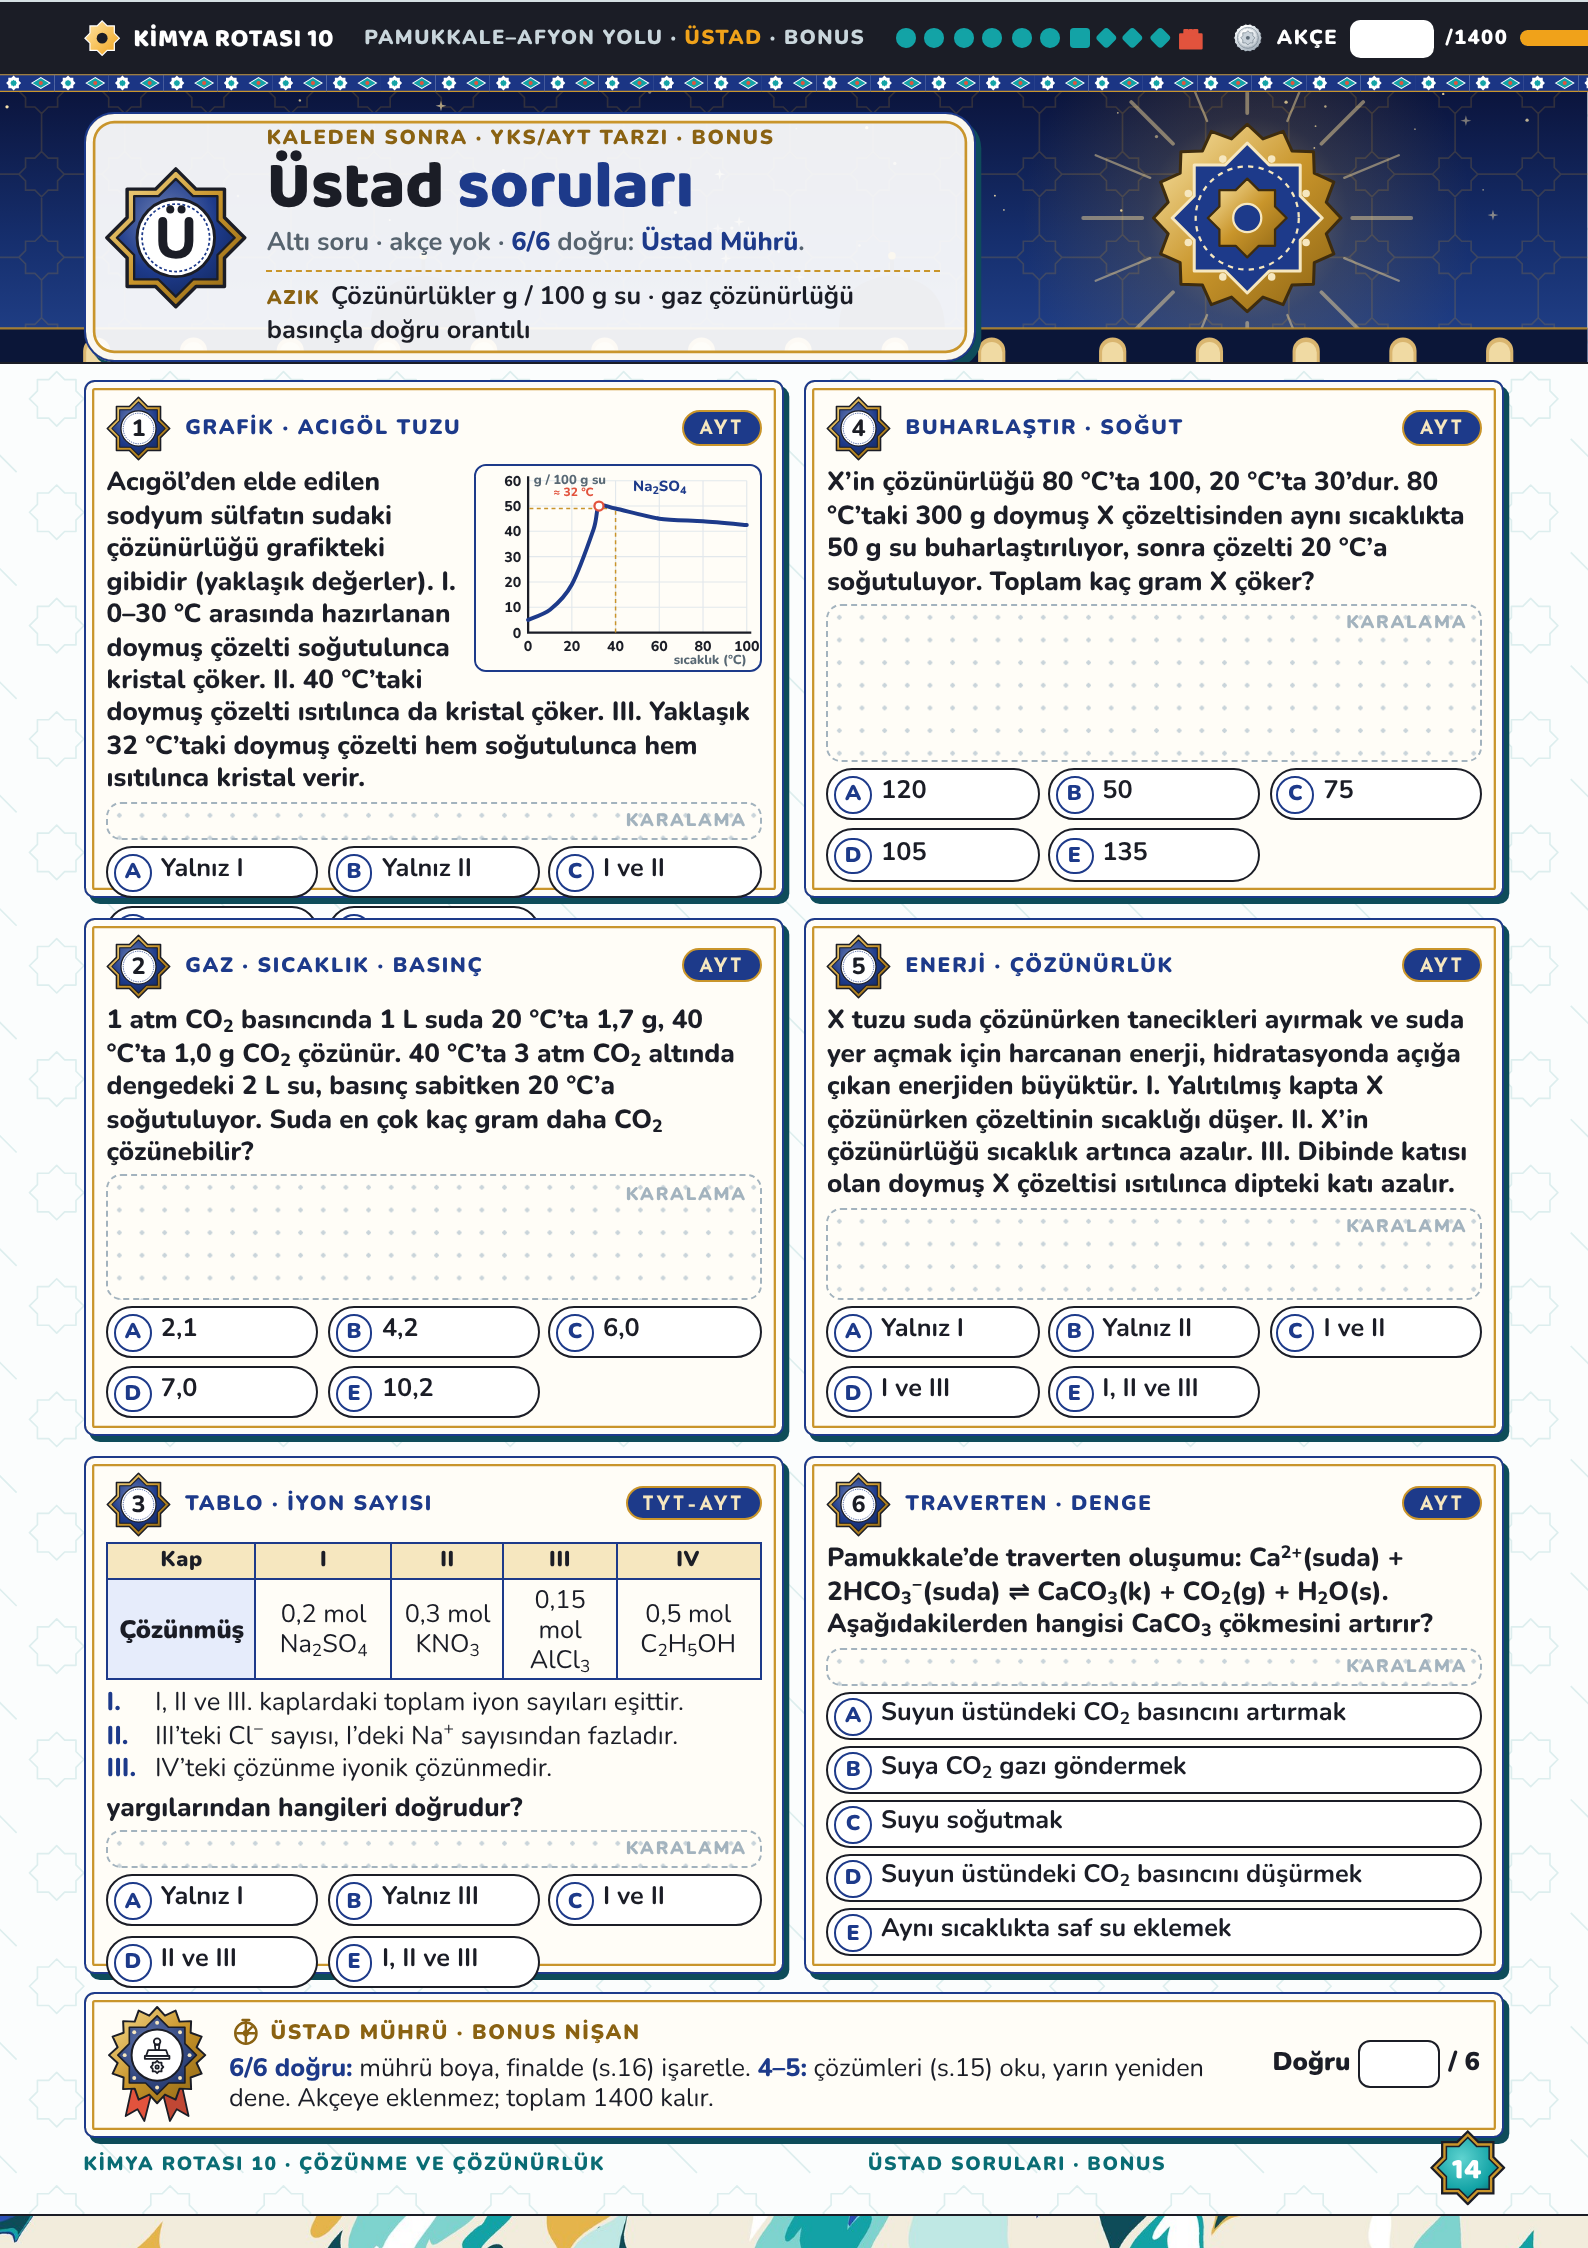 KİMYA ROTASI 10 PAMUKKALE–AFYON YOLU · ÜSTAD · BONUS AKÇE /1400
KALEDEN SONRA · YKS/AYT TARZI · BONUS
Ü
Üstad soruları
Altı soru · akçe yok · 6/6 doğru: Üstad Mührü.
AZIK Çözünürlükler g / 100 g su · gaz çözünürlüğü
basınçla doğru orantılı
1 GRAFİK · ACIGÖL TUZU AYT
Acıgöl’den elde edilen
sodyum sülfatın sudaki
çözünürlüğü grafikteki
gibidir (yaklaşık değerler). I.
0–30 °C arasında hazırlanan
doymuş çözelti soğutulunca
kristal çöker. II. 40 °C’taki
doymuş çözelti ısıtılınca da kristal çöker. III. Yaklaşık
32 °C’taki doymuş çözelti hem soğutulunca hem
ısıtılınca kristal verir.
g / 100 g su
≈ 32 °C
Na₂SO₄
60
50
40
30
20
10
0
0 20 40 60 80 100
sıcaklık (°C)
KARALAMA
A Yalnız I B Yalnız II C I ve II
2 GAZ · SICAKLIK · BASINÇ AYT
1 atm CO₂ basıncında 1 L suda 20 °C’ta 1,7 g, 40
°C’ta 1,0 g CO₂ çözünür. 40 °C’ta 3 atm CO₂ altında
dengedeki 2 L su, basınç sabitken 20 °C’a
soğutuluyor. Suda en çok kaç gram daha CO₂
çözünebilir?
KARALAMA
A 2,1 B 4,2 C 6,0
D 7,0 E 10,2
3 TABLO · İYON SAYISI TYT-AYT
Kap I II III IV
Çözünmüş 0,2 mol Na₂SO₄ 0,3 mol KNO₃ 0,15 mol AlCl₃ 0,5 mol C₂H₅OH
I. I, II ve III. kaplardaki toplam iyon sayıları eşittir.
II. III’teki Cl⁻ sayısı, I’deki Na⁺ sayısından fazladır.
III. IV’teki çözünme iyonik çözünmedir.
yargılarından hangileri doğrudur?
KARALAMA
A Yalnız I B Yalnız III C I ve II
D II ve III E I, II ve III
4 BUHARLAŞTIR · SOĞUT AYT
X’in çözünürlüğü 80 °C’ta 100, 20 °C’ta 30’dur. 80
°C’taki 300 g doymuş X çözeltisinden aynı sıcaklıkta
50 g su buharlaştırılıyor, sonra çözelti 20 °C’a
soğutuluyor. Toplam kaç gram X çöker?
KARALAMA
A 120 B 50 C 75
D 105 E 135
5 ENERJİ · ÇÖZÜNÜRLÜK AYT
X tuzu suda çözünürken tanecikleri ayırmak ve suda
yer açmak için harcanan enerji, hidratasyonda açığa
çıkan enerjiden büyüktür. I. Yalıtılmış kapta X
çözünürken çözeltinin sıcaklığı düşer. II. X’in
çözünürlüğü sıcaklık artınca azalır. III. Dibinde katısı
olan doymuş X çözeltisi ısıtılınca dipteki katı azalır.
KARALAMA
A Yalnız I B Yalnız II C I ve II
D I ve III E I, II ve III
6 TRAVERTEN · DENGE AYT
Pamukkale’de traverten oluşumu: Ca²⁺(suda) +
2HCO₃⁻(suda) ⇌ CaCO₃(k) + CO₂(g) + H₂O(s).
Aşağıdakilerden hangisi CaCO₃ çökmesini artırır?
KARALAMA
A Suyun üstündeki CO₂ basıncını artırmak
B Suya CO₂ gazı göndermek
C Suyu soğutmak
D Suyun üstündeki CO₂ basıncını düşürmek
E Aynı sıcaklıkta saf su eklemek
ÜSTAD MÜHRÜ · BONUS NİŞAN
6/6 doğru: mührü boya, finalde (s.16) işaretle. 4–5: çözümleri (s.15) oku, yarın yeniden
dene. Akçeye eklenmez; toplam 1400 kalır.
Doğru / 6
KİMYA ROTASI 10 · ÇÖZÜNME VE ÇÖZÜNÜRLÜK ÜSTAD SORULARI · BONUS 14